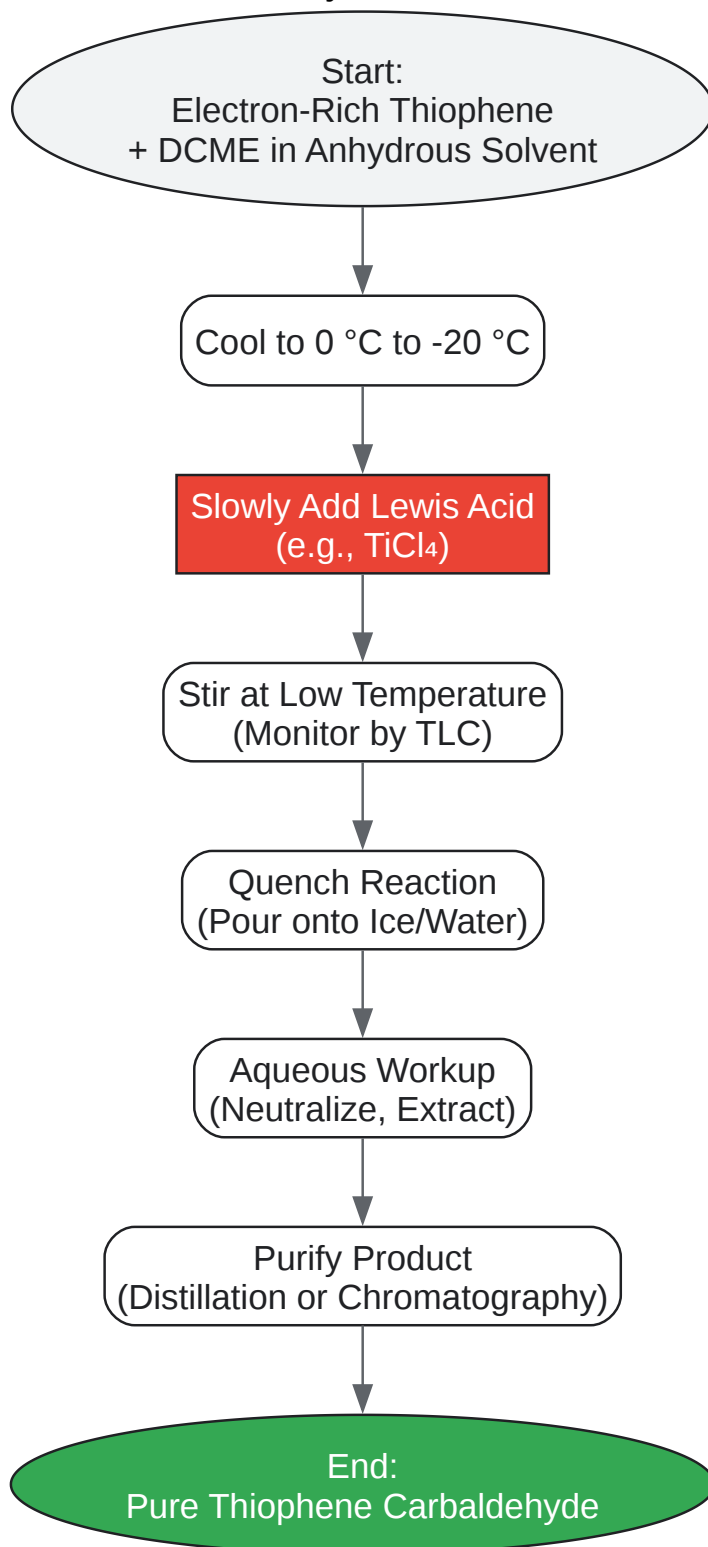 Start:
Electron-Rich Thiophene
+ DCME in Anhydrous Solvent
Cool to 0 °C to -20 °C
Slowly Add Lewis Acid
(e.g., TiCl₄)
Stir at Low Temperature
(Monitor by TLC)
Quench Reaction
(Pour onto Ice/Water)
Aqueous Workup
(Neutralize, Extract)
Purify Product
(Distillation or Chromatography)
End:
Pure Thiophene Carbaldehyde